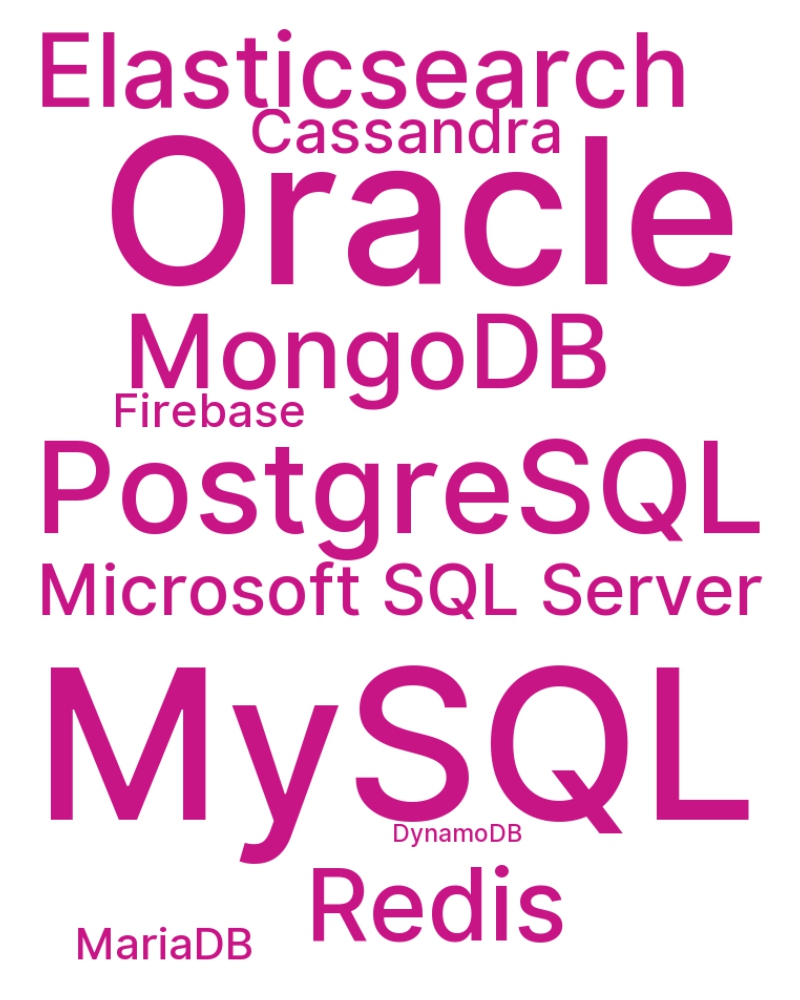 Elasticsearch
Cassandra
Oracle
MongoDB
Firebase
PostgreSQL
Microsoft SQL Server
MySQL
DynamoDB
Redis
MariaDB